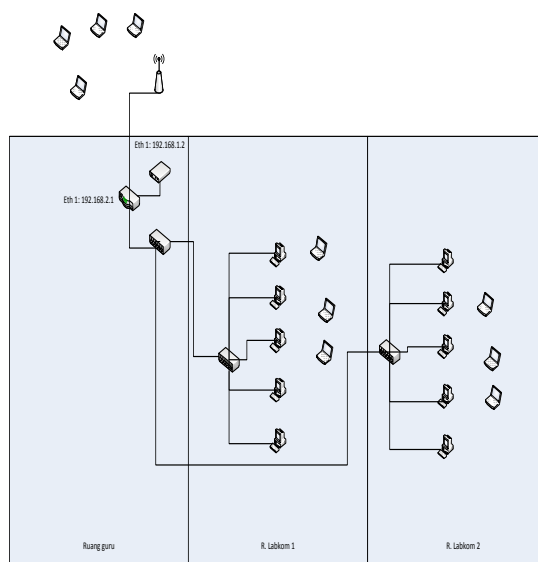 Eth 1: 192.168.1.2
Eth 1: 192.168.2.1
Ruang guru
R. Labkom 1
R. Labkom 2